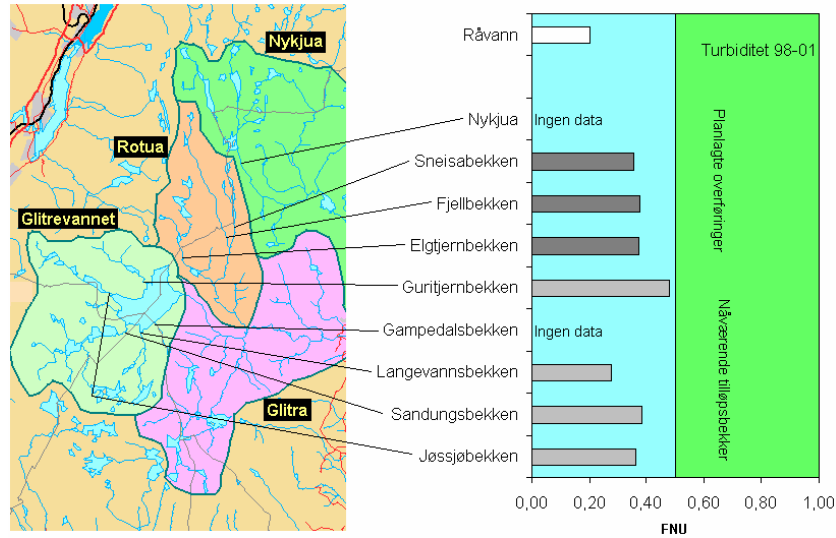 Nykjua
Rotua
Glitrevannet
Glitra
Råvann
Nykjua
Sneisabekken
Fjellbekken
Elgtjernbekken
Guritjernbekken
Gampedalsbekken
Langevannsbekken
Sandungsbekken
Jøssjøbekken
Turbiditet 98-01
Ingen data
Ingen data
Planlagte overføringer
Nåværende tilløpsbekker
0,00 0,20 0,40 0,60 0,80 1,00
FNU